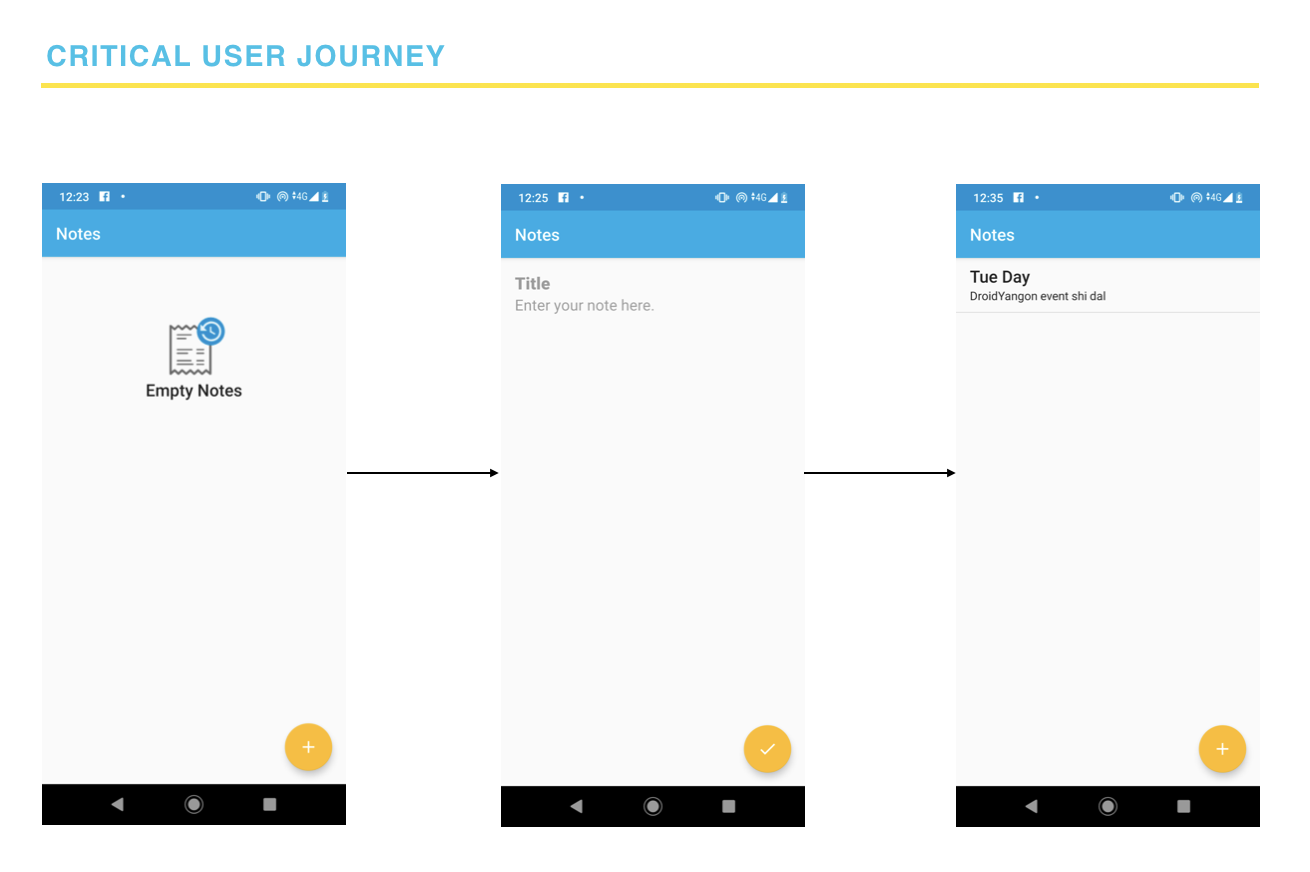 CRITICAL USER JOURNEY
12:23
4G
Notes
Empty Notes
12:25
4G
Notes
Title
Enter your note here.
12:35
4G
Notes
Tue Day
DroidYangon event shi dal